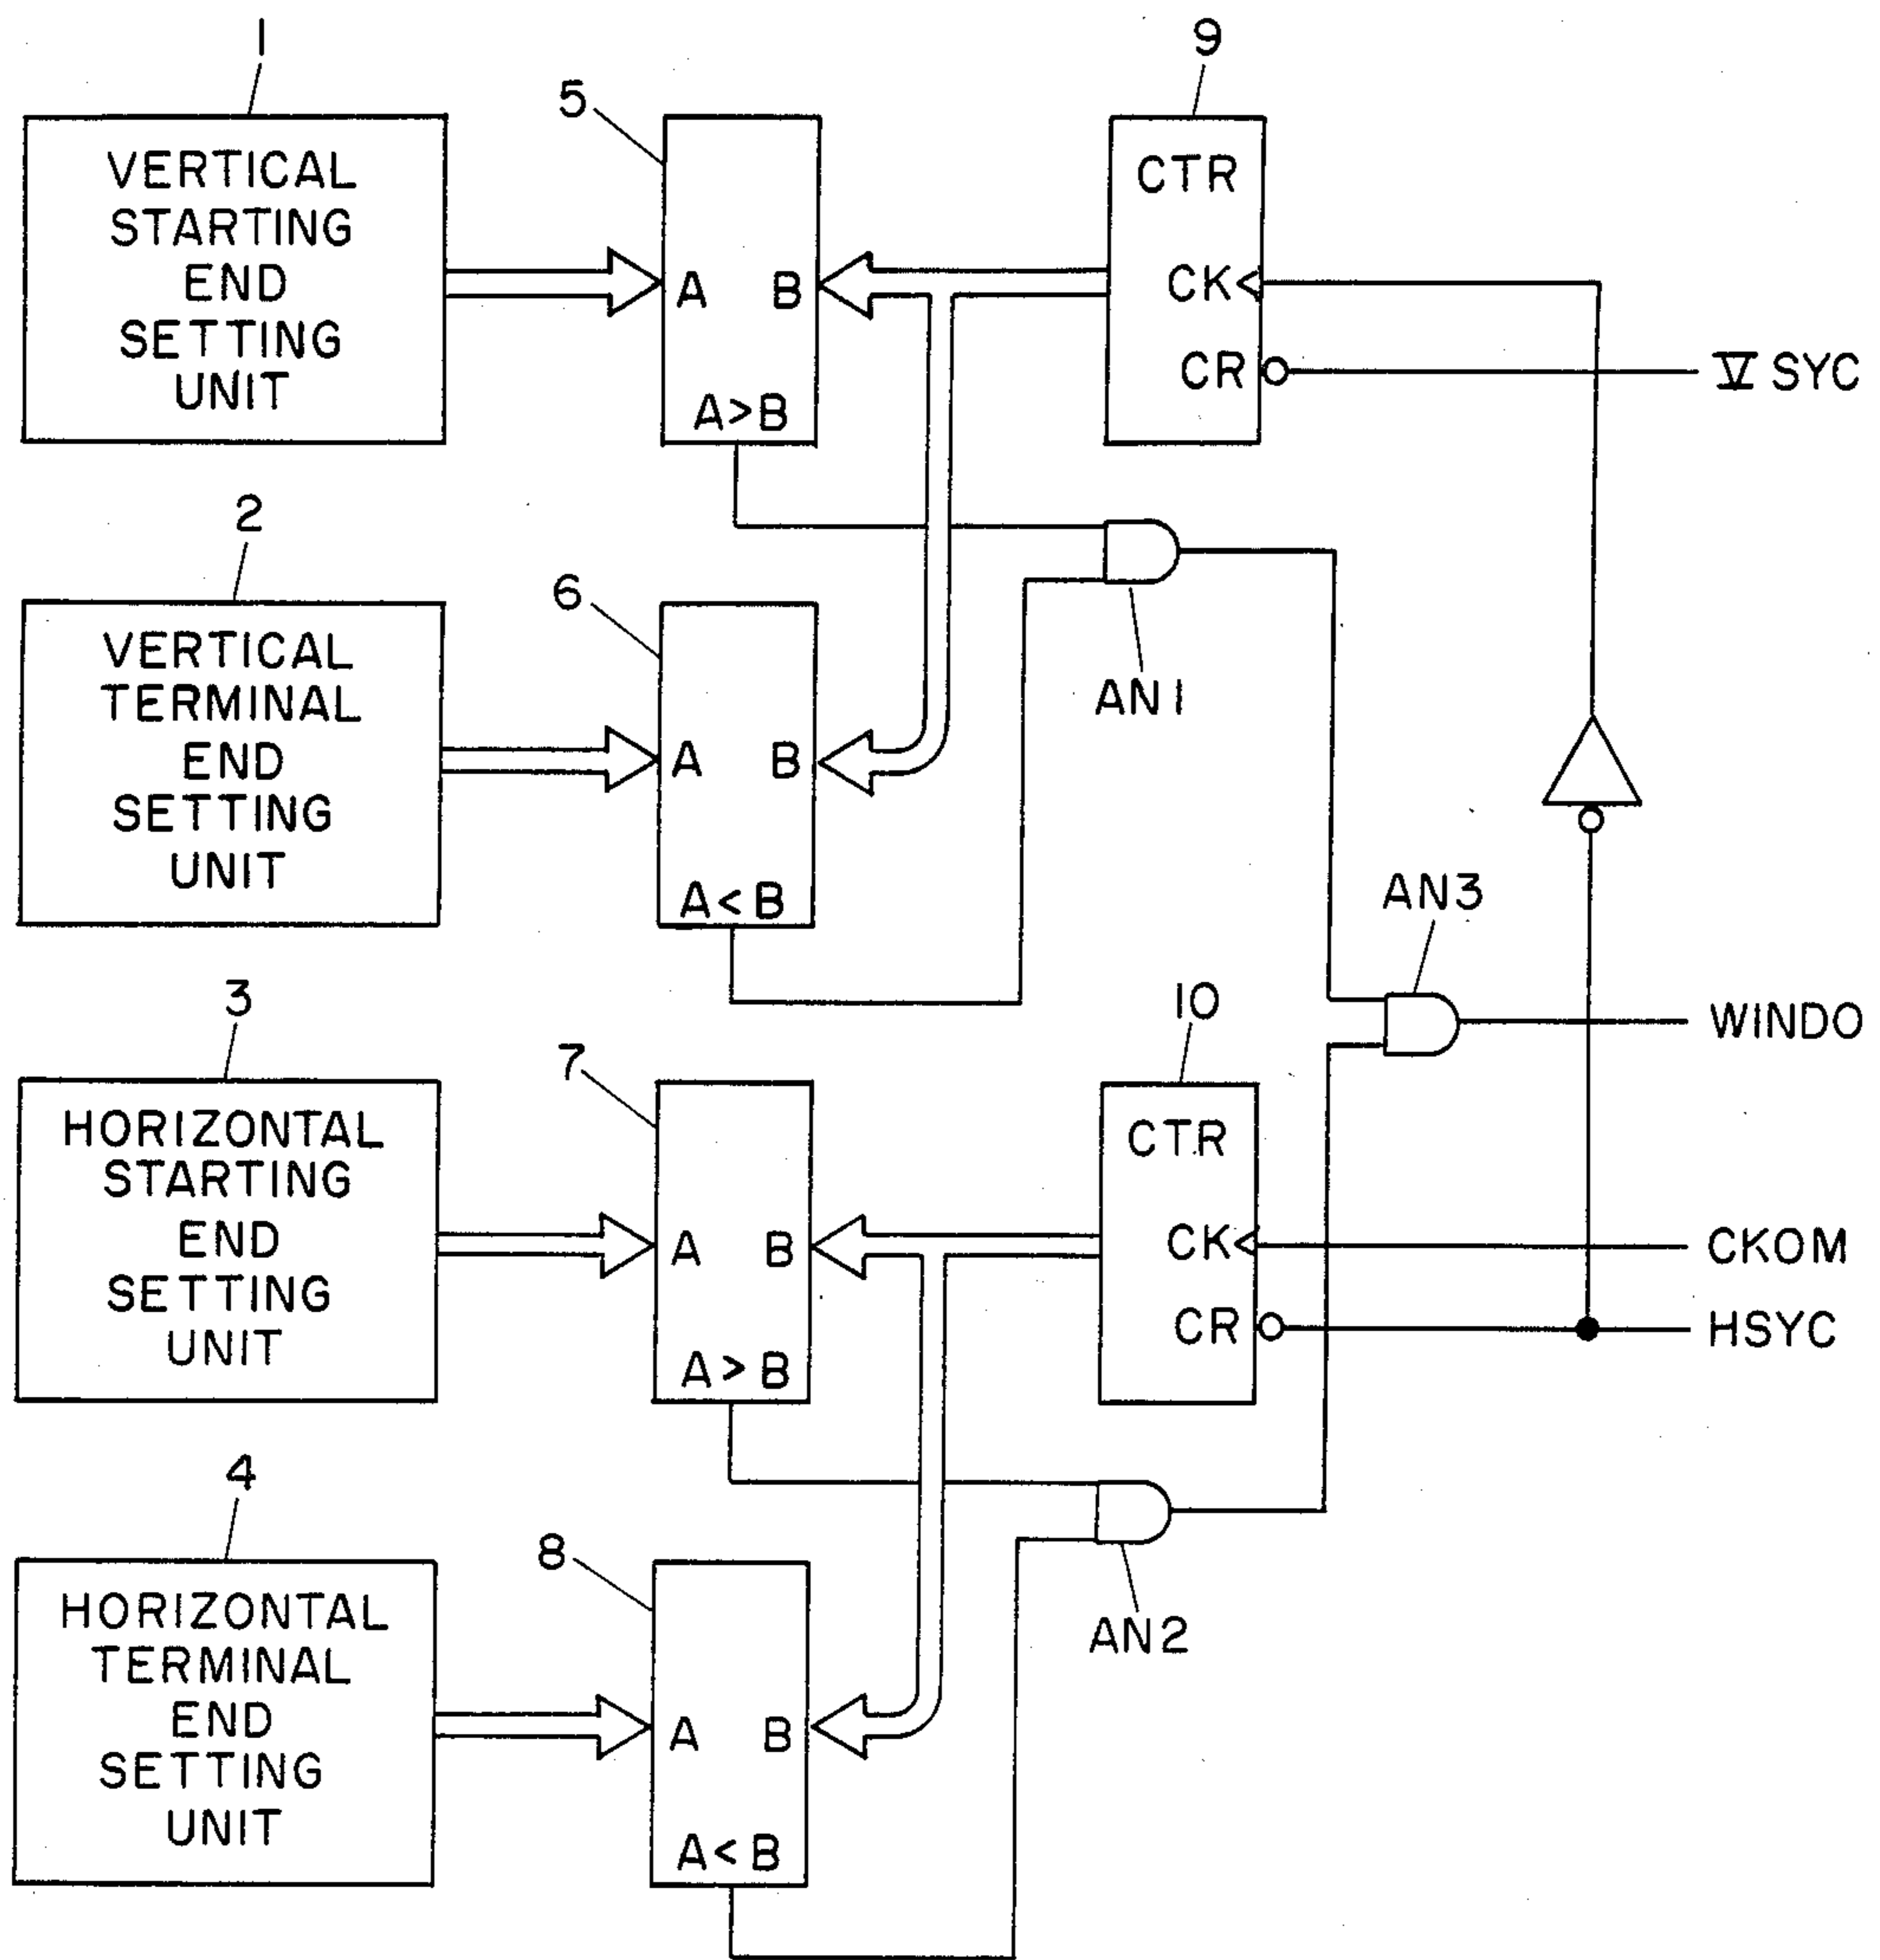 1
VERTICAL
STARTING
END
SETTING
UNIT
5
A B
A>B
9
CTR
CK
CR
V SYC
2
VERTICAL
TERMINAL
END
SETTING
UNIT
6
A B
A<B
AN1
AN3
WINDO
3
HORIZONTAL
STARTING
END
SETTING
UNIT
7
A B
A>B
10
CTR
CK
CR
CKOM
HSYC
4
HORIZONTAL
TERMINAL
END
SETTING
UNIT
8
A B
A<B
AN2